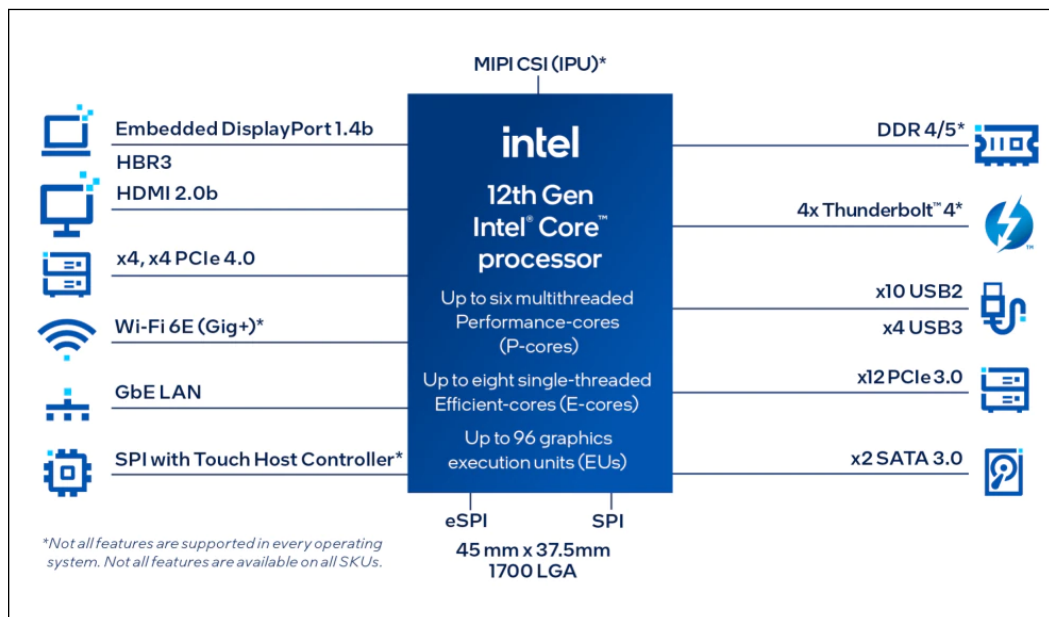 MIPI CSI (IPU)*
Embedded DisplayPort 1.4b
HBR3
HDMI 2.0b
x4, x4 PCIe 4.0
Wi-Fi 6E (Gig+)*
GbE LAN
SPI with Touch Host Controller*
*Not all features are supported in every operating
system. Not all features are available on all SKUs.
intel
12th Gen
Intel® Core™
processor
Up to six multithreaded
Performance-cores
(P-cores)
Up to eight single-threaded
Efficient-cores (E-cores)
Up to 96 graphics
execution units (EUs)
DDR 4/5*
4x Thunderbolt™ 4*
TM
x10 USB2
x4 USB3
x12 PCIe 3.0
x2 SATA 3.0
eSPI SPI
45 mm x 37.5mm
1700 LGA